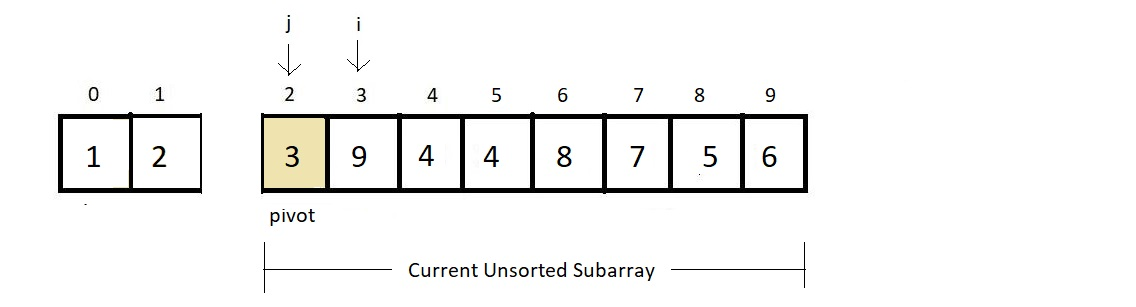 j i
0 1 2 3 4 5 6 7 8 9
1 2 3 9 4 4 8 7 5 6
pivot
Current Unsorted Subarray